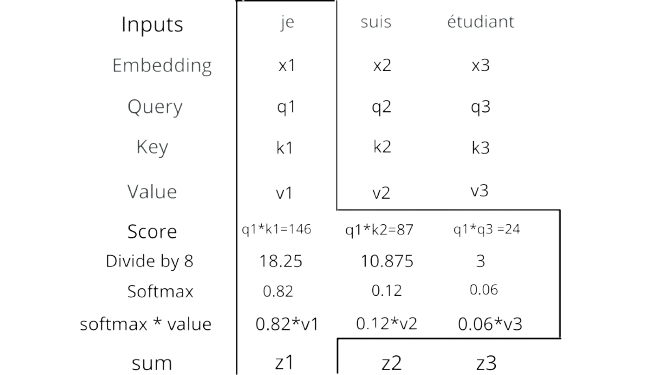 Inputs je suis étudiant
Embedding x1 x2 x3
Query q1 q2 q3
Key k1 k2 k3
Value v1 v2 v3
Score q1*k1=146 q1*k2=87 q1*q3 =24
Divide by 8 18.25 10.875 3
Softmax 0.82 0.12 0.06
softmax * value 0.82*v1 0.12*v2 0.06*v3
sum z1 z2 z3